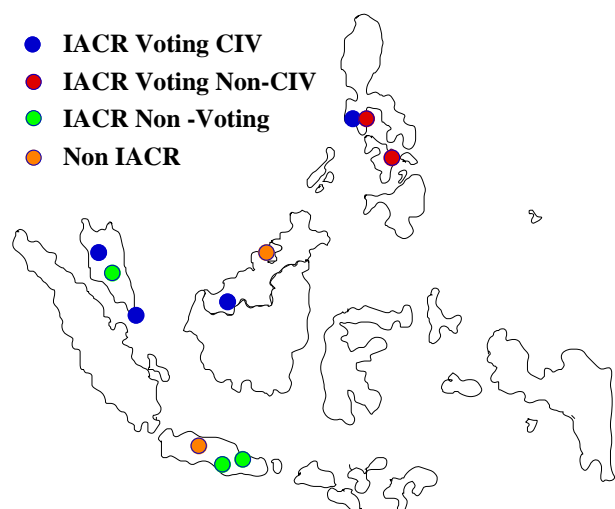 IACR Voting CIV
IACR Voting Non-CIV
IACR Non -Voting
Non IACR